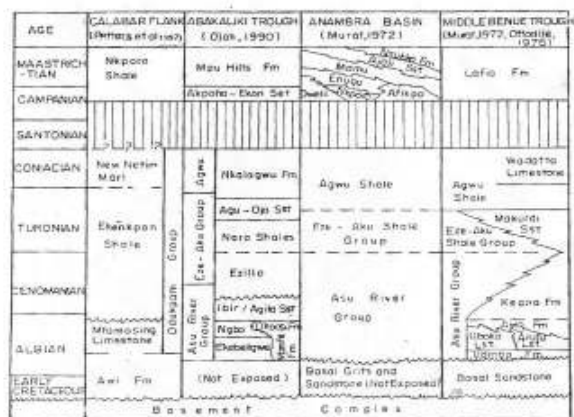 AGE
CALABAR FLANK
ABAKALIKI TROUGH
(Ojoh, 1990)
ANAMBRA BASIN
(Murat, 1972)
MIDDLE BENUE TROUGH
MAASTRICH
-TIAN
CAMPANIAN
SANTONIAN
CONIACIAN
TURONIAN
CENOMANIAN
ALBIAN
EARLY
CRETACEOUS
Nkporo
Shale
New Netim
Marl
Ekenkpon
Shale
Mfamosing
Limestone
Awi Fm
Odukpani Group
Mau Hills Fm
Akpoha-Ekon Sst
Agwu
Eze-Aku Group
Asu River
Group
Nkalagwu Fm
Agu-Ojo Sst
Nara Shales
Ezillo
Ibir/Agila Sst
Ngbo
Ekebeligwe
(Not Exposed)
Mamu
Enugu
Afikpo
Agwu Shale
Eze-Aku Shale
Group
Asu River
Group
Basal Grits and
Sandstone (Not Exposed)
Lafia Fm
Wadatta
Limestone
Agwu
Shale
Makurdi
Sst
Eze-Aku
Shale Group
Asu River Group
Keana Fm
Basal Sandstone
Basement Complex